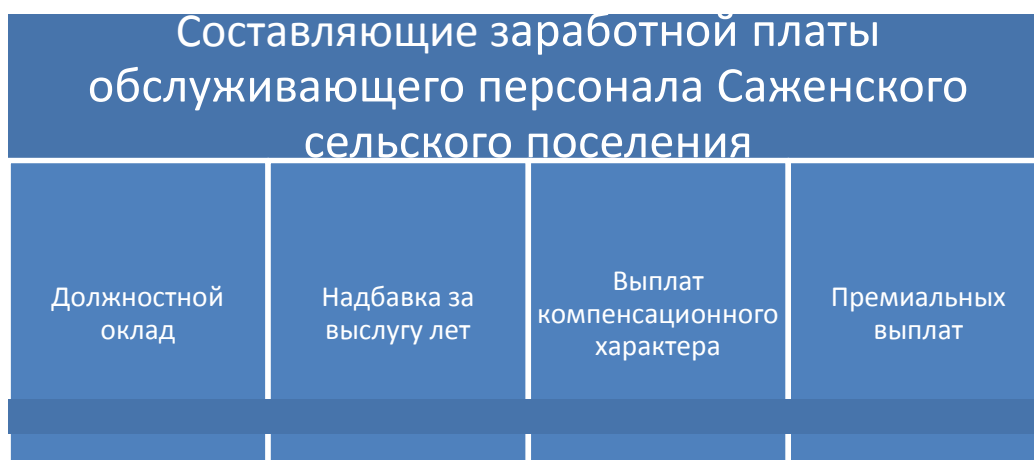 Составляющие заработной платы
обслуживающего персонала Саженского
сельского поселения
Должностной
оклад
Надбавка за
выслугу лет
Выплат
компенсационного
характера
Премиальных
выплат